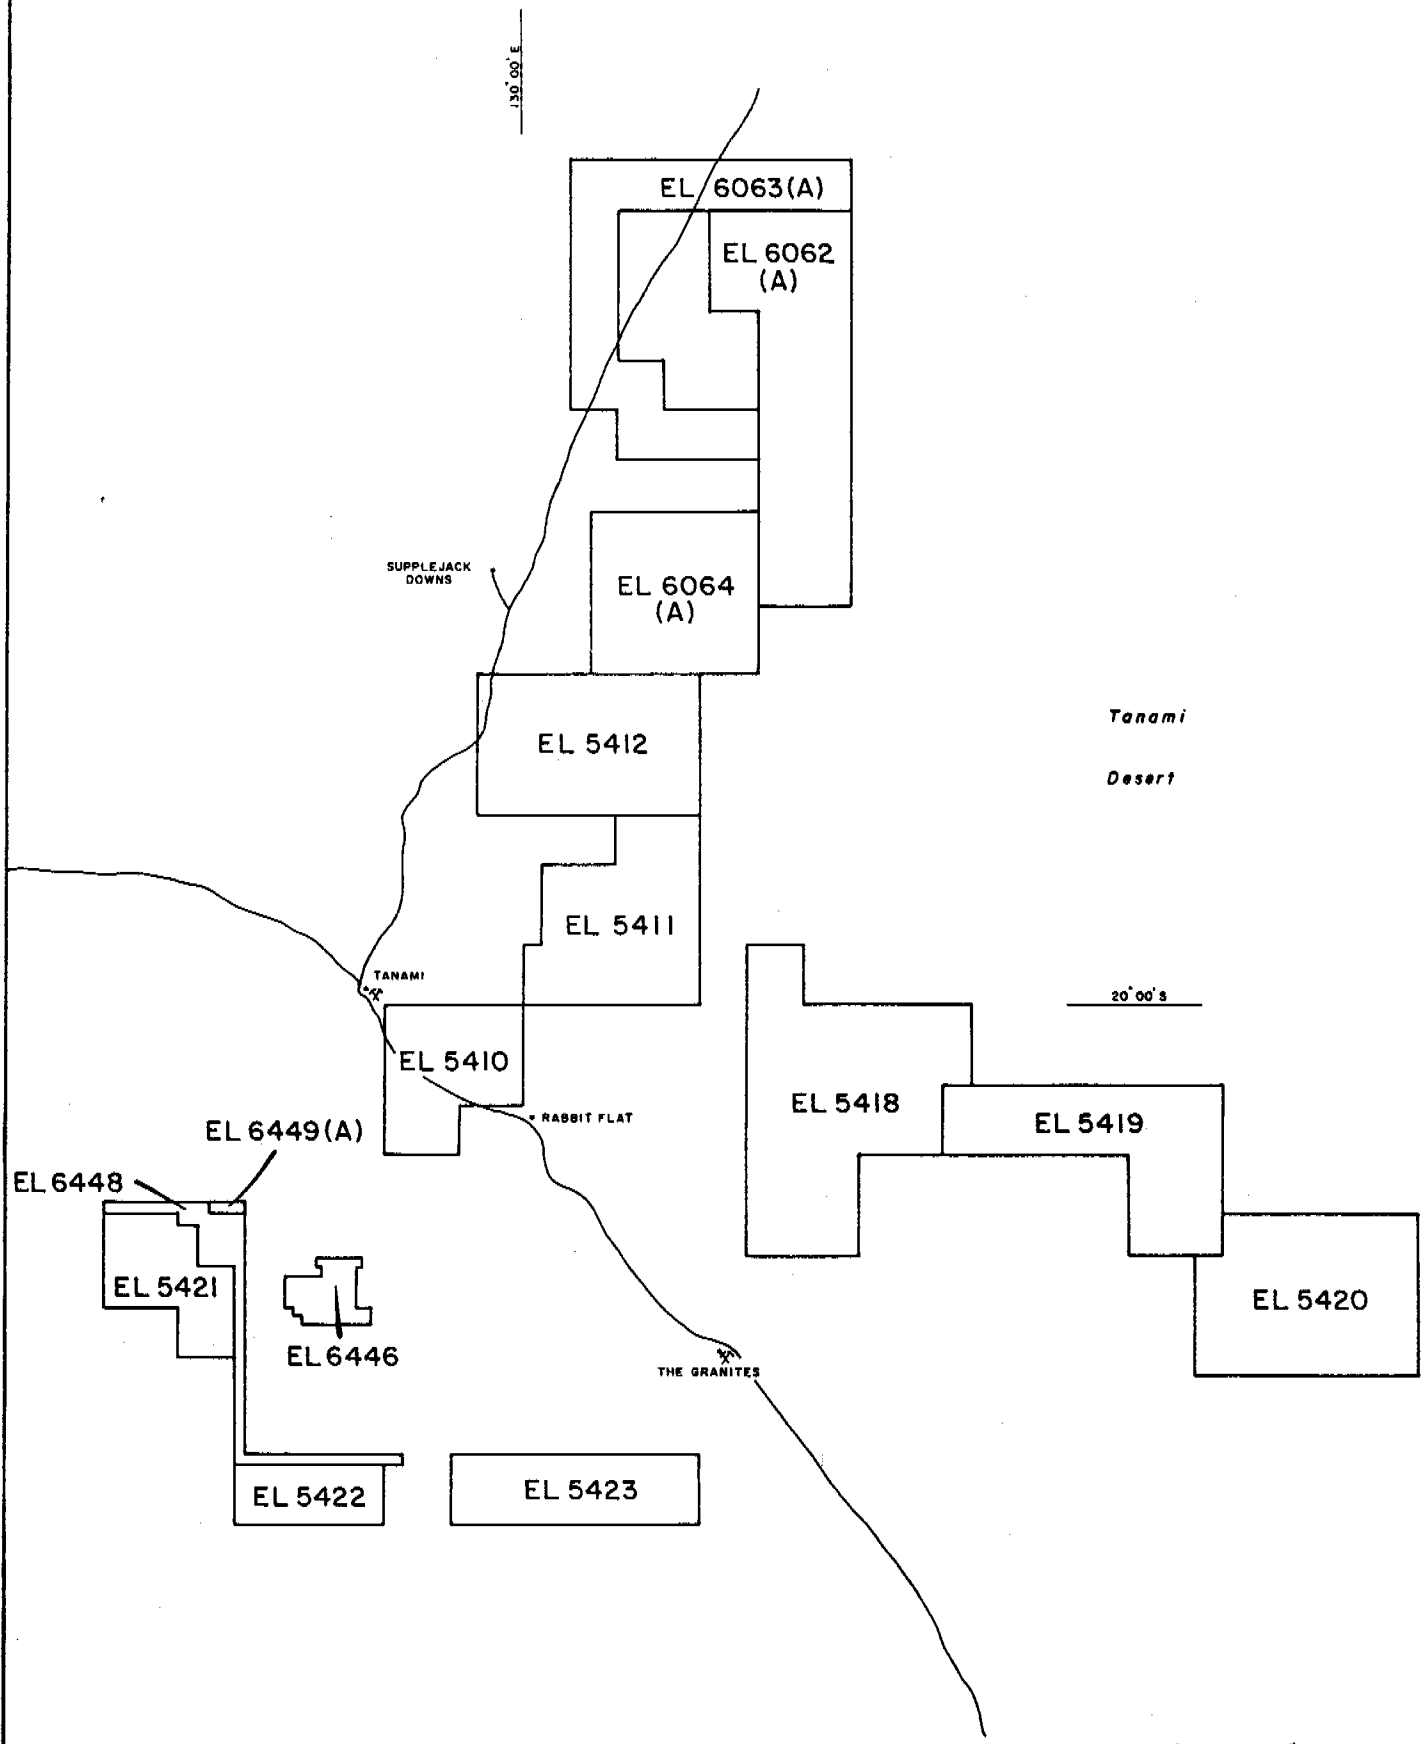 130°00'E
EL 6063(A)
EL 6062
(A)
SUPPLEJACK
DOWNS
EL 6064
(A)
Tanami
EL 5412
Desert
EL 5411
TANAMI
20°00'S
EL 5410
EL 5418
RABBIT FLAT
EL 5419
EL 6449(A)
EL 6448
EL 5421
EL 5420
EL 6446
THE GRANITES
EL 5422
EL 5423